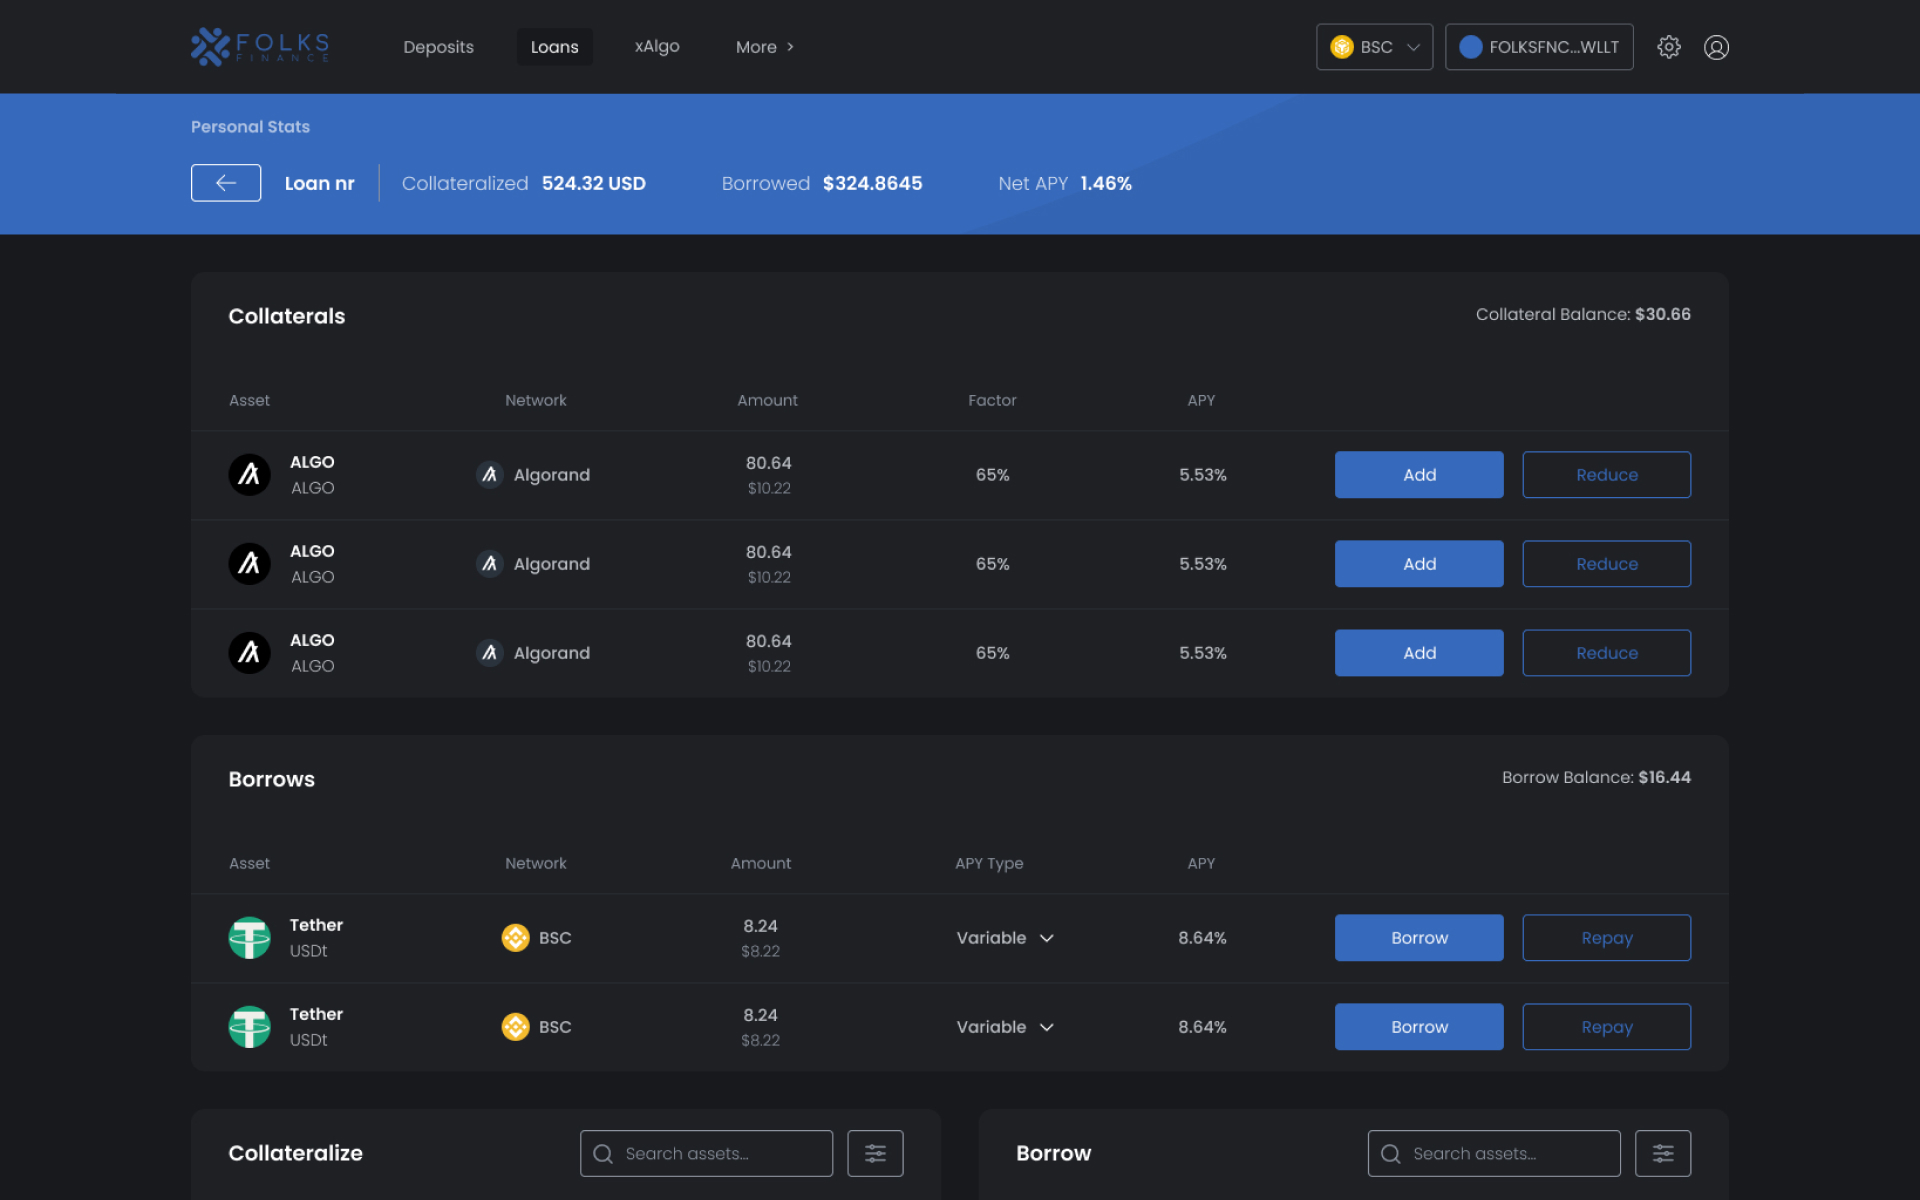 FOLKS
FINANCE
Deposits
Loans
xAlgo
More
BSC
FOLKSFNC...WLLT
Personal Stats
Loan nr
Collateralized 524.32 USD
Borrowed $324.8645
Net APY 1.46%
Collaterals
Collateral Balance: $30.66
Asset Network Amount Factor APY
ALGO
ALGO
Algorand
80.64
$10.22
65%
5.53%
Add
Reduce
ALGO
ALGO
Algorand
80.64
$10.22
65%
5.53%
Add
Reduce
ALGO
ALGO
Algorand
80.64
$10.22
65%
5.53%
Add
Reduce
Borrows
Borrow Balance: $16.44
Asset Network Amount APY Type APY
Tether
USDt
BSC
8.24
$8.22
Variable
8.64%
Borrow
Repay
Tether
USDt
BSC
8.24
$8.22
Variable
8.64%
Borrow
Repay
Collateralize
Search assets...
Borrow
Search assets...